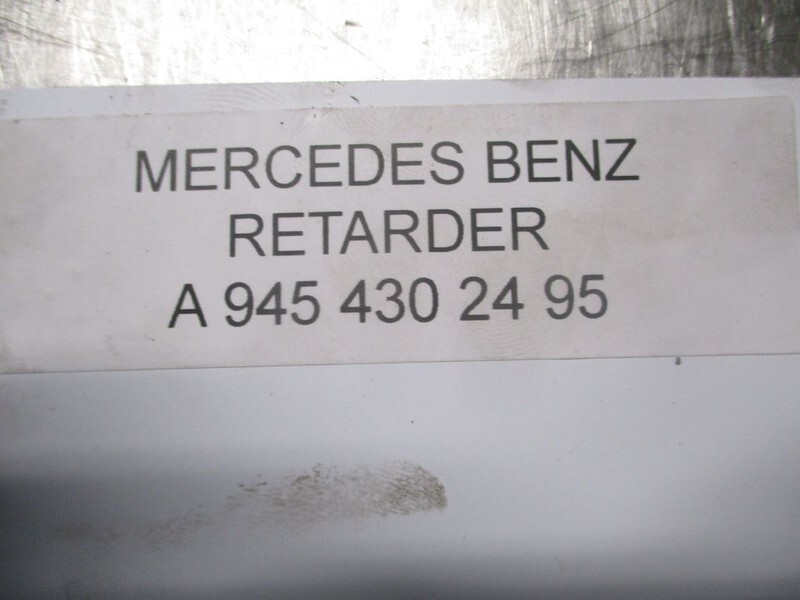 MERCEDES BENZ
RETARDER
A 945 430 24 95